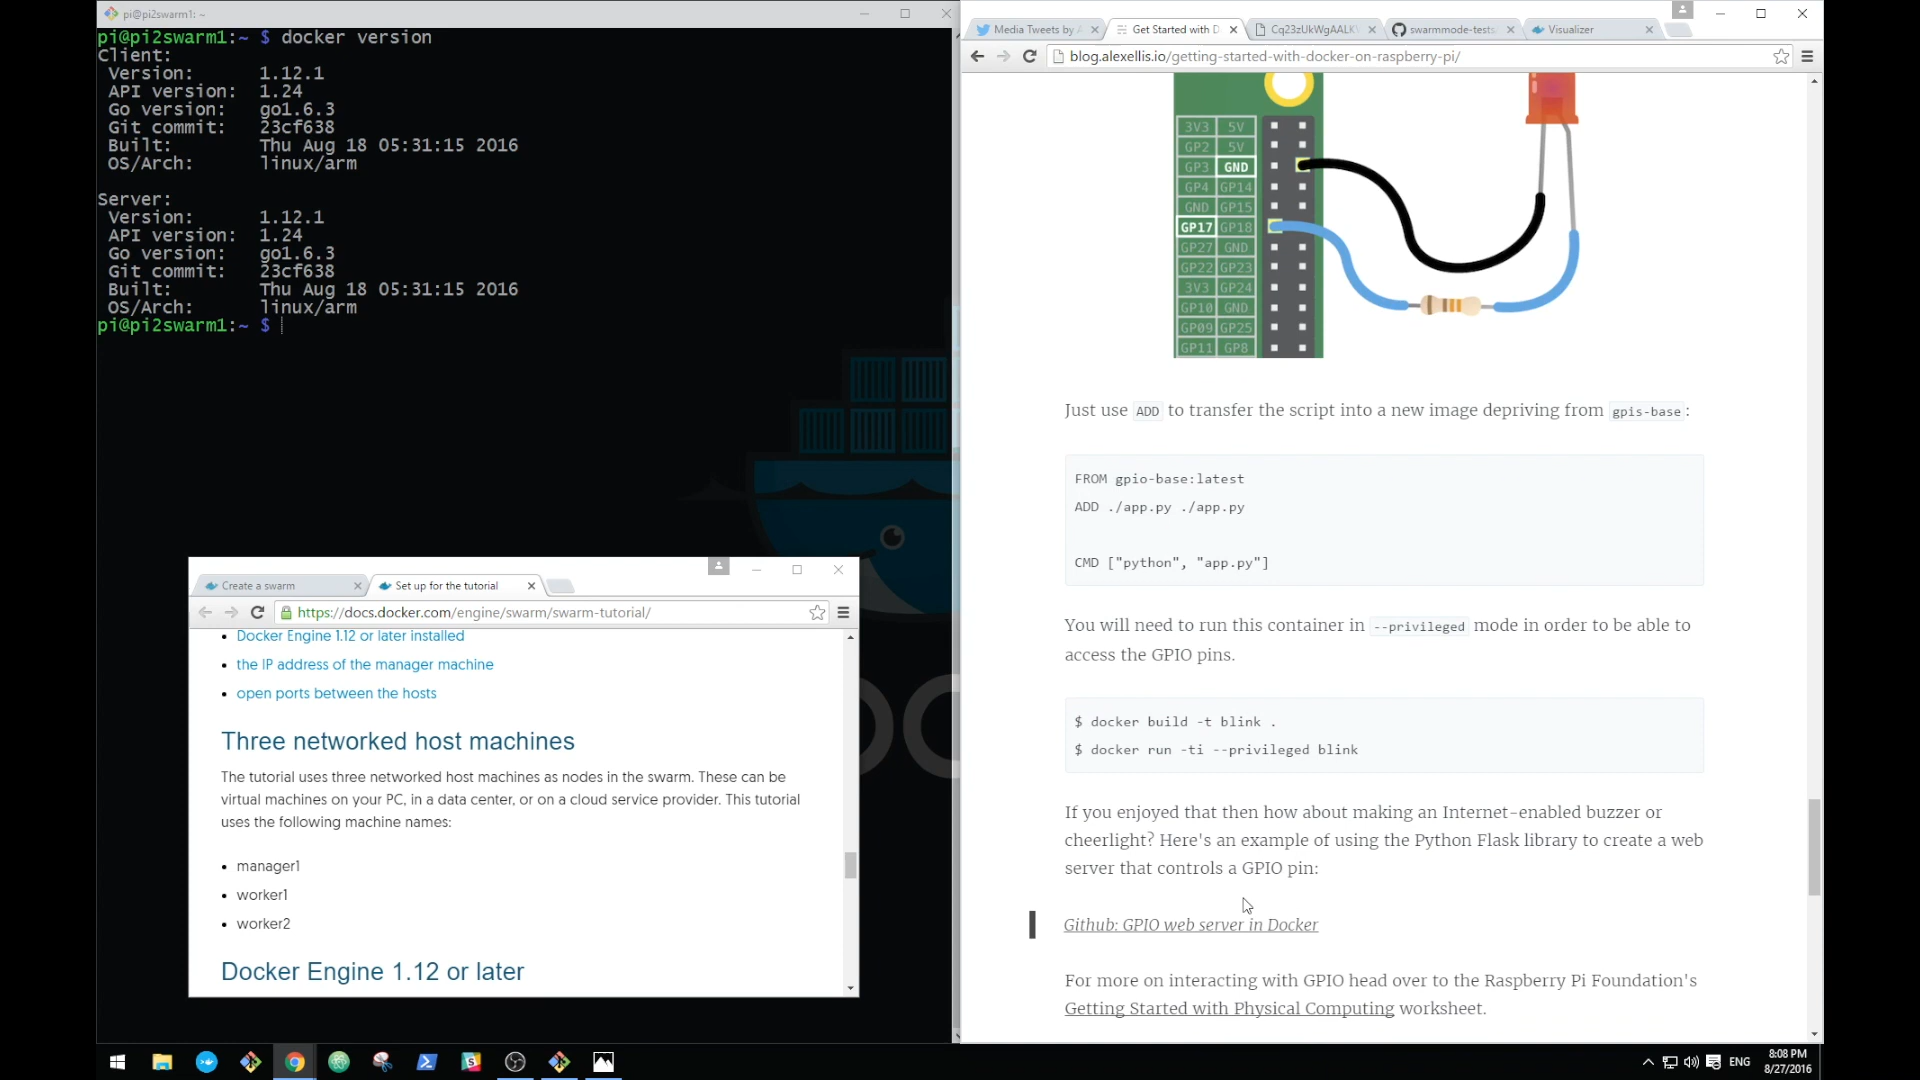 pi@pi2swarm1: ~
pi@pi2swarm1:~ $ docker version
Client:
Version: 1.12.1
API version: 1.24
Go version: go1.6.3
Git commit: 23cf638
Built: Thu Aug 18 05:31:15 2016
OS/Arch: linux/arm
Server:
Version: 1.12.1
API version: 1.24
Go version: go1.6.3
Git commit: 23cf638
Built: Thu Aug 18 05:31:15 2016
OS/Arch: linux/arm
pi@pi2swarm1:~ $
Create a swarm
Set up for the tutorial
https://docs.docker.com/engine/swarm/swarm-tutorial/
Docker Engine 1.12 or later installed
the IP address of the manager machine
open ports between the hosts
Three networked host machines
The tutorial uses three networked host machines as nodes in the swarm. These can be
virtual machines on your PC, in a data center, or on a cloud service provider. This tutorial
uses the following machine names:
manager1
worker1
worker2
Docker Engine 1.12 or later
Media Tweets by A
Get Started with D
Cq23zUkWgAALK
swarmmode-tests
Visualizer
blog.alexellis.io/getting-started-with-docker-on-raspberry-pi/
3V3 5V
GP2 5V
GP3 GND
GP4 GP14
GND GP15
GP17 GP18
GP27 GND
GP22 GP23
3V3 GP24
GP10 GND
GP09 GP25
GP11 GP8
Just use ADD to transfer the script into a new image depriving from gpis-base:
FROM gpio-base:latest
ADD ./app.py ./app.py
CMD ["python", "app.py"]
You will need to run this container in --privileged mode in order to be able to
access the GPIO pins.
$ docker build -t blink .
$ docker run -ti --privileged blink
If you enjoyed that then how about making an Internet-enabled buzzer or
cheerlight? Here's an example of using the Python Flask library to create a web
server that controls a GPIO pin:
Github: GPIO web server in Docker
For more on interacting with GPIO head over to the Raspberry Pi Foundation's
Getting Started with Physical Computing worksheet.
ENG
8:08 PM
8/27/2016